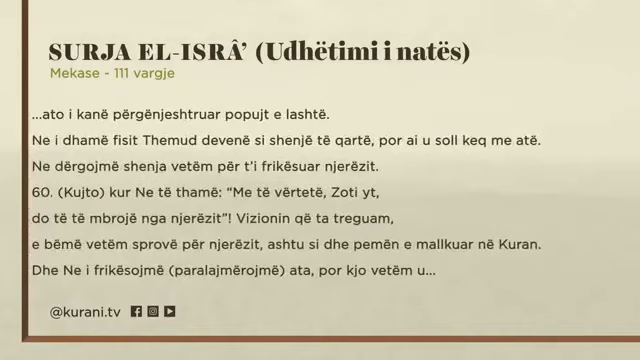 SURJA EL-ISRÂ’ (Udhëtimi i natës)
Mekase - 111 vargje
...ato i kanë përgënjeshtruar popujt e lashtë.
Ne i dhamë fisit Themud devenë si shenjë të qartë, por ai u soll keq me atë.
Ne dërgojmë shenja vetëm për t’i frikësuar njerëzit.
60. (Kujto) kur Ne të thamë: “Me të vërtetë, Zoti yt,
do të të mbrojë nga njerëzit”! Vizionin që ta treguam,
e bëmë vetëm sprovë për njerëzit, ashtu si dhe pemën e mallkuar në Kuran.
Dhe Ne i frikësojmë (paralajmërojmë) ata, por kjo vetëm u...
@kurani.tv